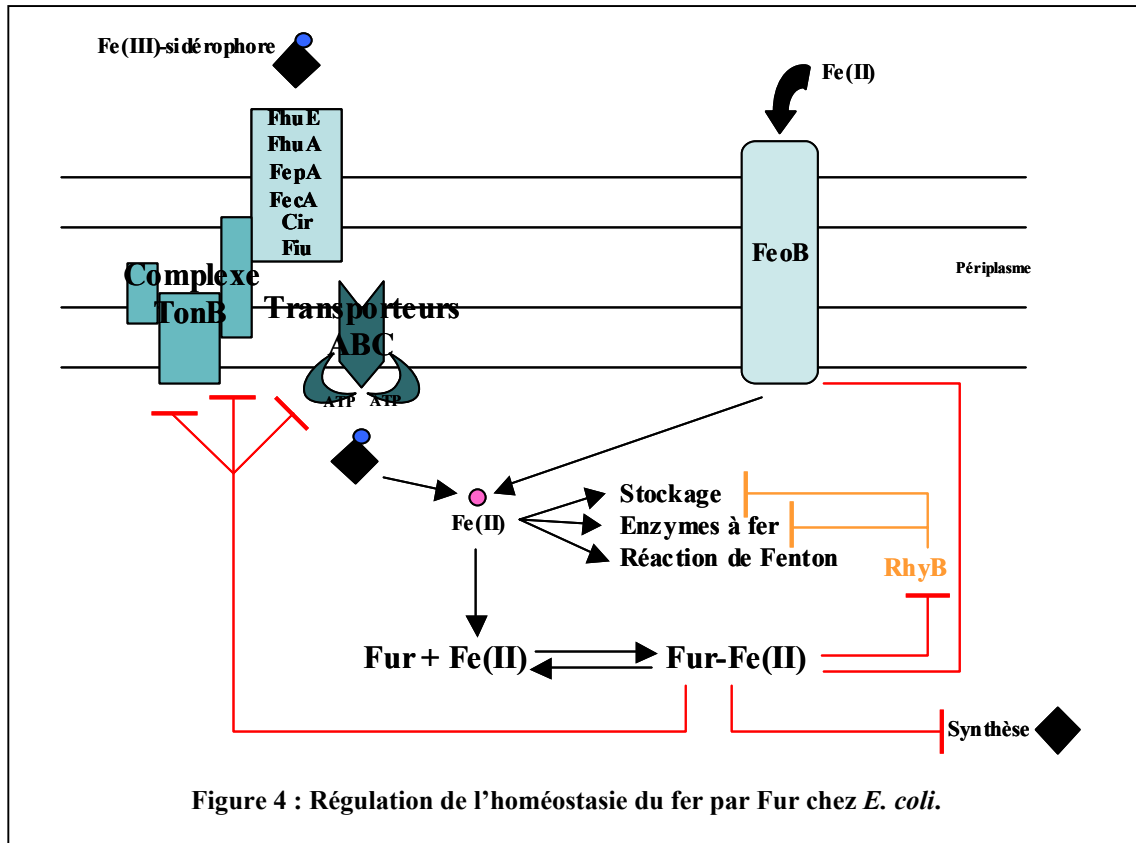 Fe(III)-sidérophore
Fe(II)
FhuE
FhuA
FepA
FecA
Cir
Fiu
FeoB
Périplasme
Complexe
TonB
Transporteurs
ABC
ATP ATP
Fe(II)
Stockage
Enzymes à fer
Réaction de Fenton
RhyB
Fur + Fe(II)
Fur-Fe(II)
Synthèse
Figure 4 : Régulation de l’homéostasie du fer par Fur chez E. coli.